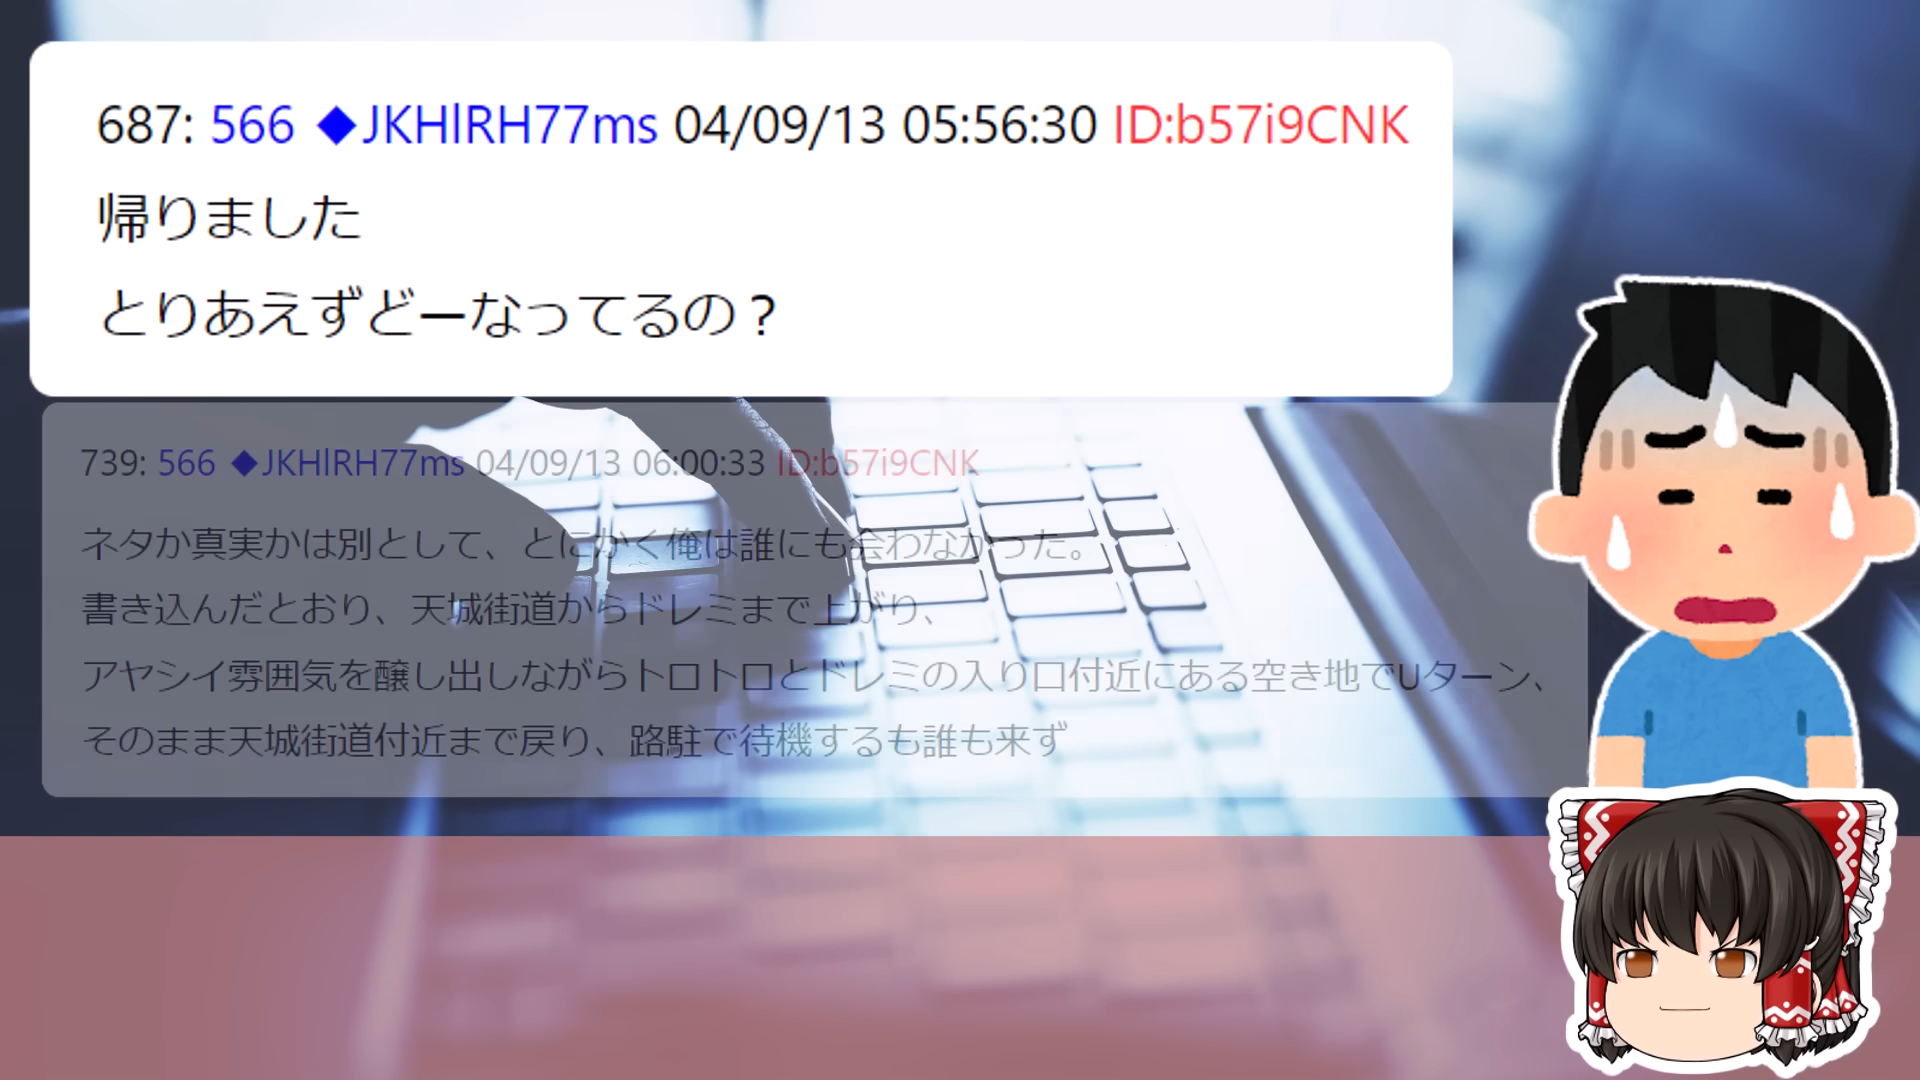 687: 566 ◆JKHlRH77ms 04/09/13 05:56:30 ID:b57i9CNK
帰りました
とりあえずどーなってるの？
739: 566 ◆JKHlRH77ms 04/09/13 06:00:33 ID:b57i9CNK
ネタか真実かは別として、とにかく俺は誰にも会わなかった。
書き込んだとおり、天城街道からドレミまで上がり、
アヤシイ雰囲気を醸し出しながらトロトロとドレミの入り口付近にある空き地でUターン、
そのまま天城街道付近まで戻り、路駐で待機するも誰も来ず